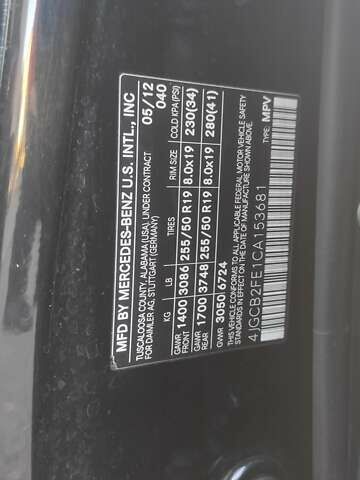 MFD BY MERCEDES-BENZ U.S. INTL., INC
TUSCALOOSA COUNTY, ALABAMA (USA), UNDER CONTRACT
FOR DAIMLER AG, STUTTGART (GERMANY)
05/12
040
KG LB RIM SIZE COLD KPA (PSI)
GAWR FRONT 1400 3086 255/50 R19 8.0x19 230(34)
GAWR REAR 1700 3748 255/50 R19 8.0x19 280(41)
GVWR 3050 6724
THIS VEHICLE CONFORMS TO ALL APPLICABLE FEDERAL MOTOR VEHICLE SAFETY
STANDARDS IN EFFECT ON THE DATE OF MANUFACTURE SHOWN ABOVE.
4JGCB2FE1CA153681 TYPE: MPV